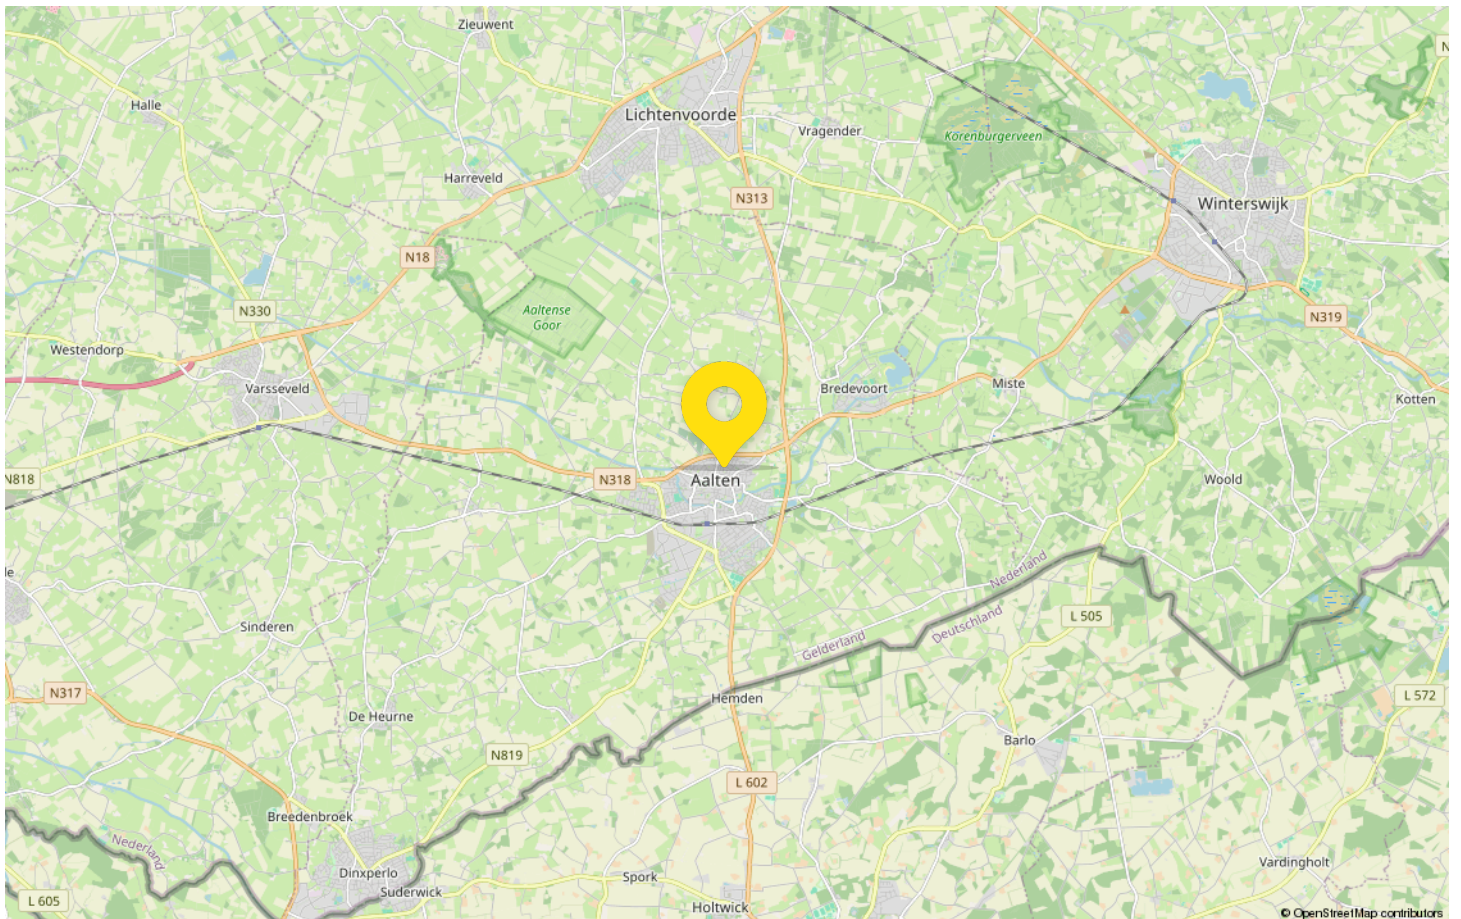 Zieuwent
N
Halle
Lichtenvoorde
Vragender
Korenburgerveen
Harreveld
N313
Winterswijk
N18
N330
Aaltense
Goor
N319
Westendorp
Varsseveld
Bredevoort
Miste
Kotten
N818
N318
Aalten
Woold
le
Nederland
Sinderen
Gelderland
Deutschland
L 505
N317
Hemden
L 572
De Heurne
Barlo
N819
L 602
Breedenbroek
Nederland
Dinxperlo
Vardingholt
Suderwick
Spork
L 605
Holtwick
© OpenStreetMap contributors